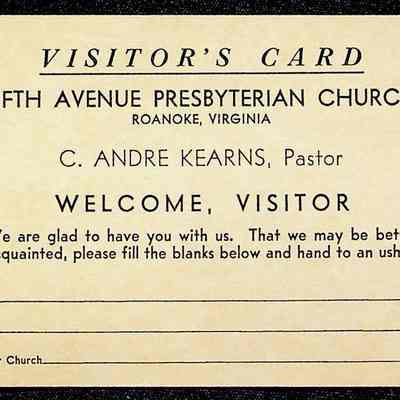 VISITOR'S CARD
FTH AVENUE PRESBYTERIAN CHURC
ROANOKE, VIRGINIA
C. ANDRE KEARNS, Pastor
WELCOME, VISITOR
e are glad to have you with us. That we may be bet
cquainted, please fill the blanks below and hand to an ush
Church